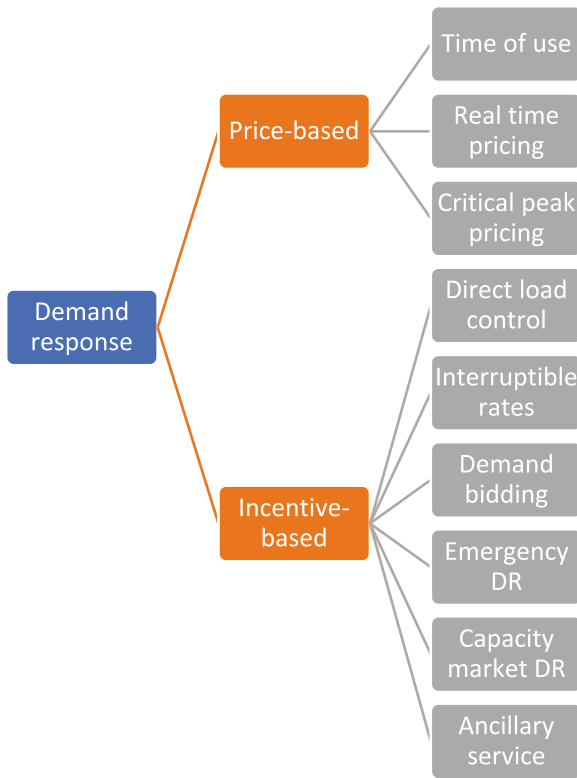 Demand
response
Price-based
Time of use
Real time
pricing
Critical peak
pricing
Incentive-
based
Direct load
control
Interruptible
rates
Demand
bidding
Emergency
DR
Capacity
market DR
Ancillary
service